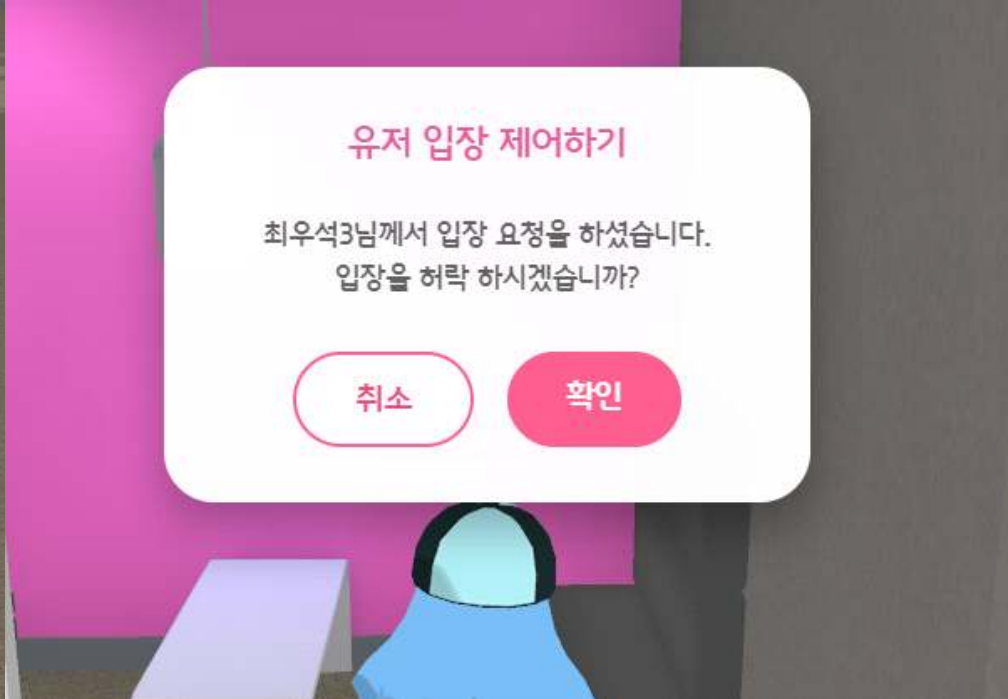 유저 입장 제어하기
최우석3님께서 입장 요청을 하셨습니다.
입장을 허락 하시겠습니까?
취소
확인